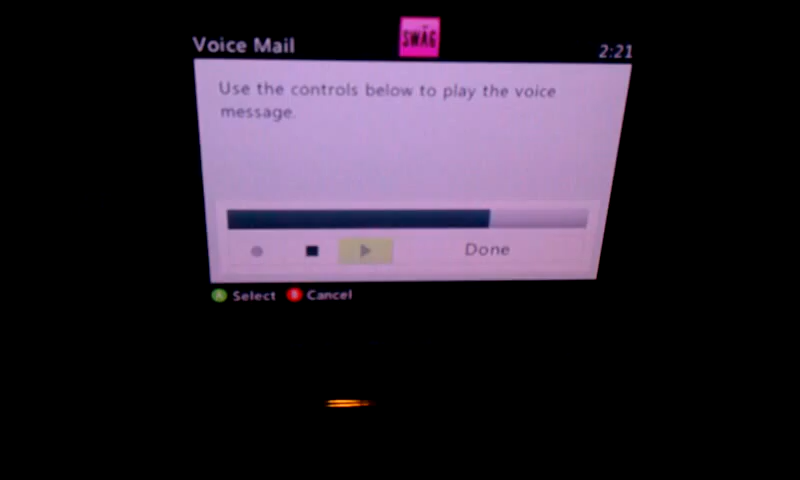 Voice Mail
SWAG
2:21
Use the controls below to play the voice
message.
Done
A Select B Cancel